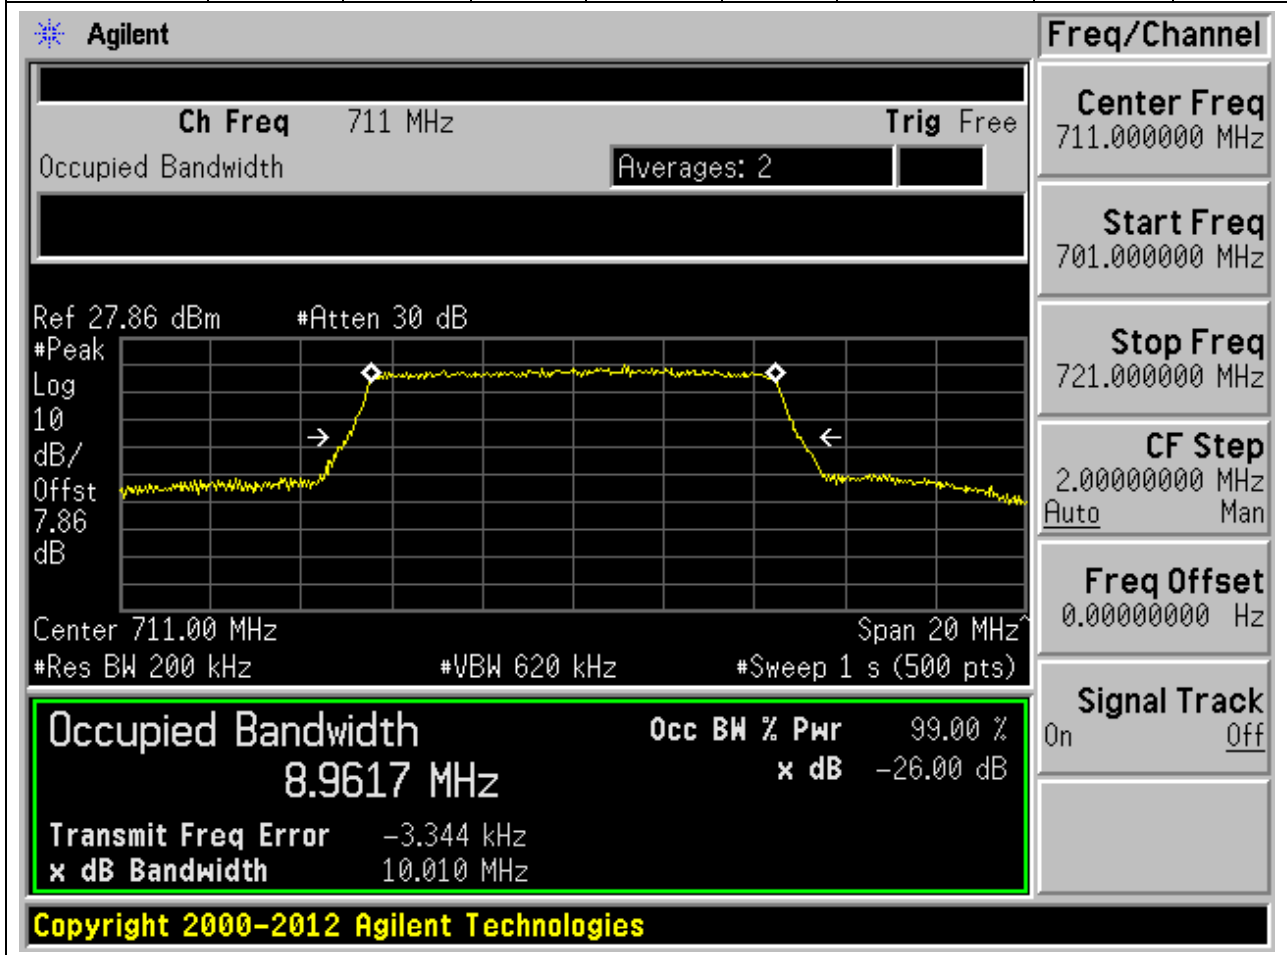 Agilent
Freq/Channel
Ch Freq 711 MHz Trig Free
Occupied Bandwidth Averages: 2
Center Freq
711.000000 MHz
Start Freq
701.000000 MHz
Stop Freq
721.000000 MHz
CF Step
2.00000000 MHz
Auto Man
Freq Offset
0.00000000 Hz
Signal Track
On Off
Ref 27.86 dBm #Atten 30 dB
#Peak
Log
10
dB/
Offst
7.86
dB
Center 711.00 MHz Span 20 MHz^
#Res BW 200 kHz #VBW 620 kHz #Sweep 1 s (500 pts)
Occupied Bandwidth Occ BW % Pwr 99.00 %
8.9617 MHz x dB -26.00 dB
Transmit Freq Error -3.344 kHz
x dB Bandwidth 10.010 MHz
Copyright 2000-2012 Agilent Technologies